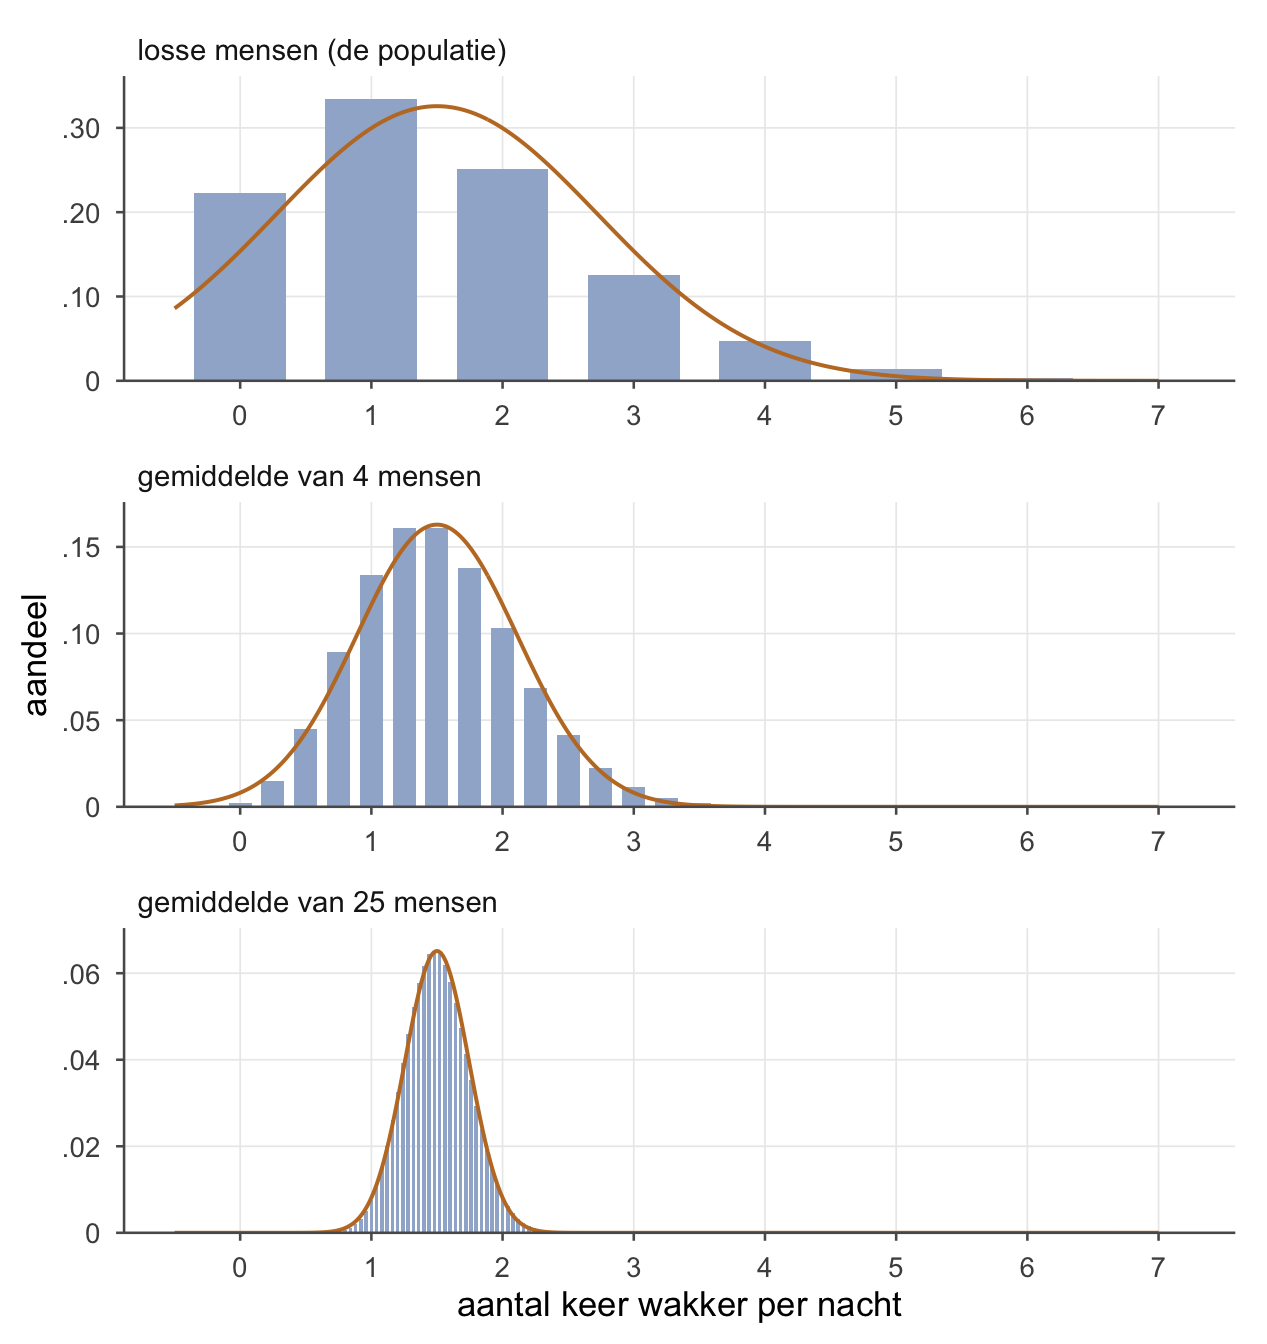 losse mensen (de populatie)
.30
.20
.10
0
0 1 2 3 4 5 6 7
gemiddelde van 4 mensen
.15
.10
.05
0
0 1 2 3 4 5 6 7
aandeel
gemiddelde van 25 mensen
.06
.04
.02
0
0 1 2 3 4 5 6 7
aantal keer wakker per nacht